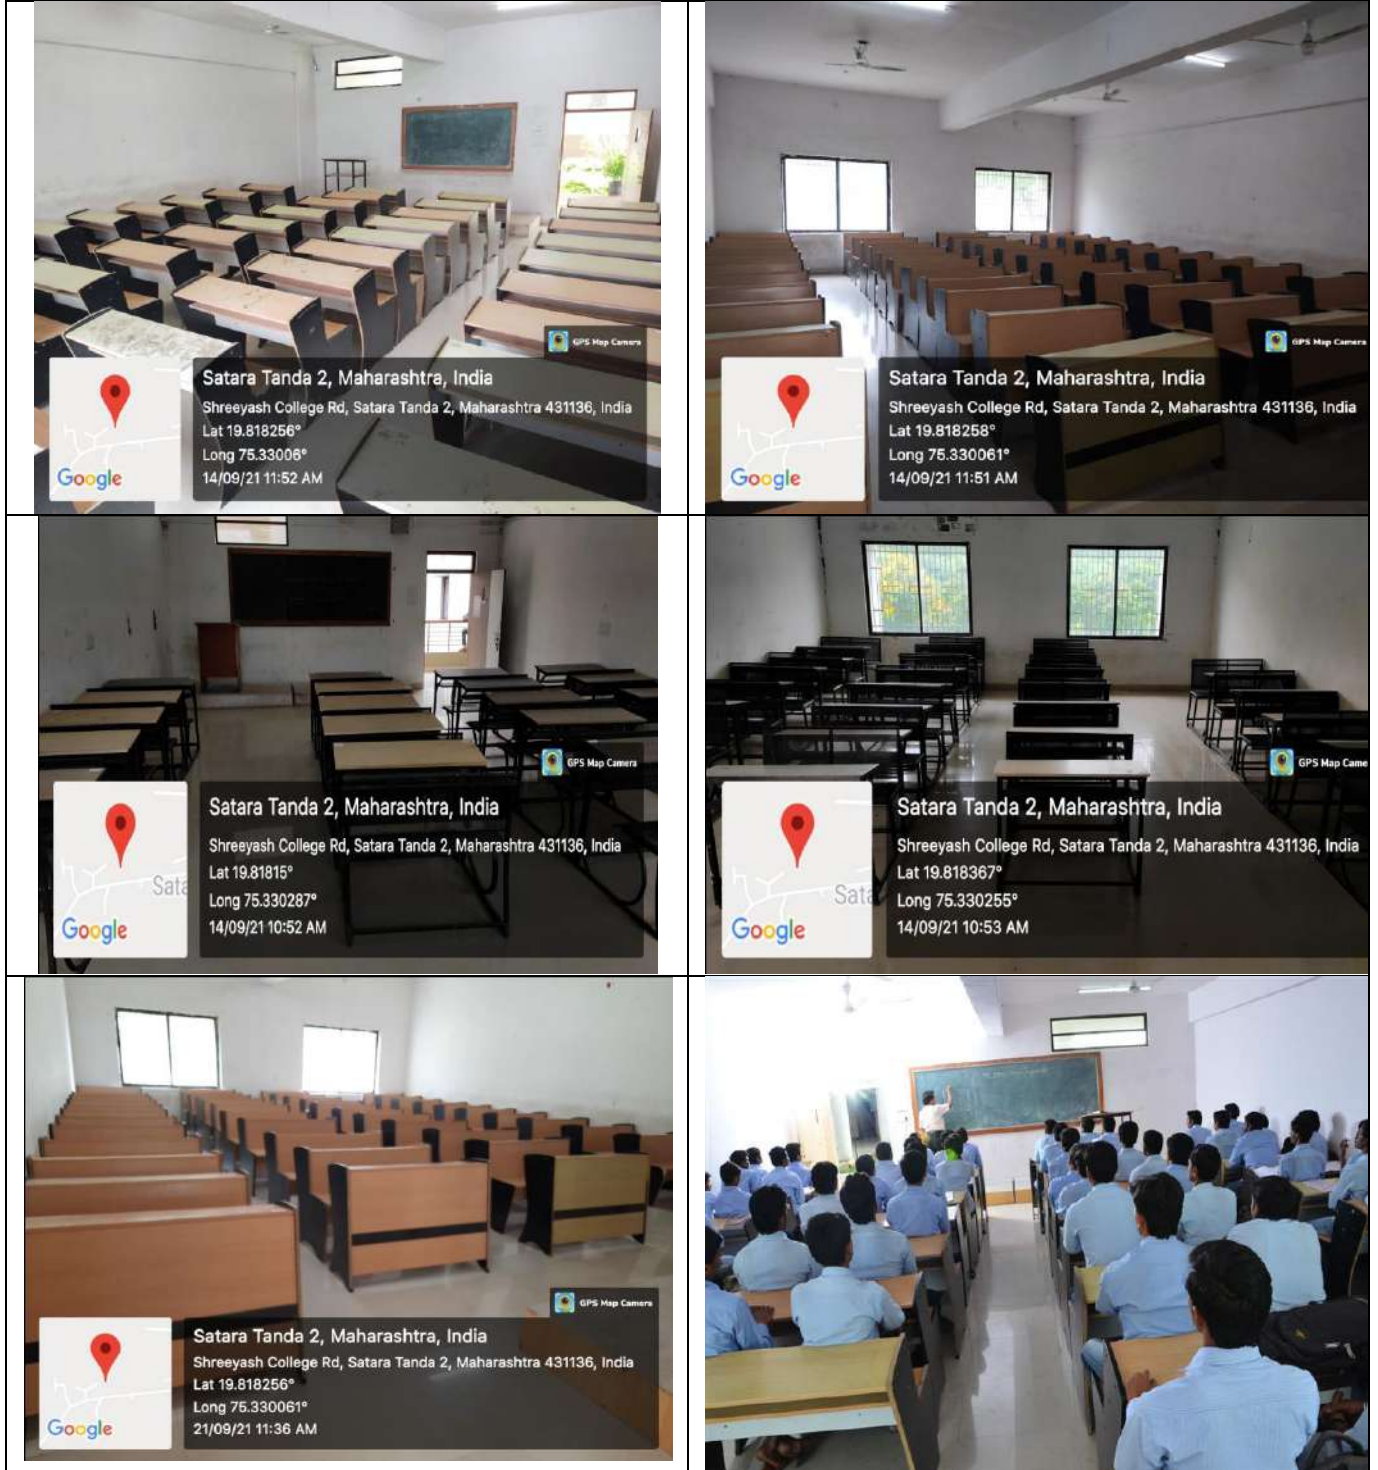 GPS Map Camera
Satara Tanda 2, Maharashtra, India
Shreeyash College Rd, Satara Tanda 2, Maharashtra 431136, India
Lat 19.818256°
Long 75.33006°
14/09/21 11:52 AM
Google
GPS Map Camera
Satara Tanda 2, Maharashtra, India
Shreeyash College Rd, Satara Tanda 2, Maharashtra 431136, India
Lat 19.818258°
Long 75.330061°
14/09/21 11:51 AM
Google
GPS Map Camera
Satara Tanda 2, Maharashtra, India
Shreeyash College Rd, Satara Tanda 2, Maharashtra 431136, India
Lat 19.81815°
Long 75.330287°
14/09/21 10:52 AM
Sata
Google
GPS Map Came
Satara Tanda 2, Maharashtra, India
Shreeyash College Rd, Satara Tanda 2, Maharashtra 431136, India
Lat 19.818367°
Long 75.330255°
14/09/21 10:53 AM
Sata
Google
GPS Map Camera
Satara Tanda 2, Maharashtra, India
Shreeyash College Rd, Satara Tanda 2, Maharashtra 431136, India
Lat 19.818256°
Long 75.330061°
21/09/21 11:36 AM
Google